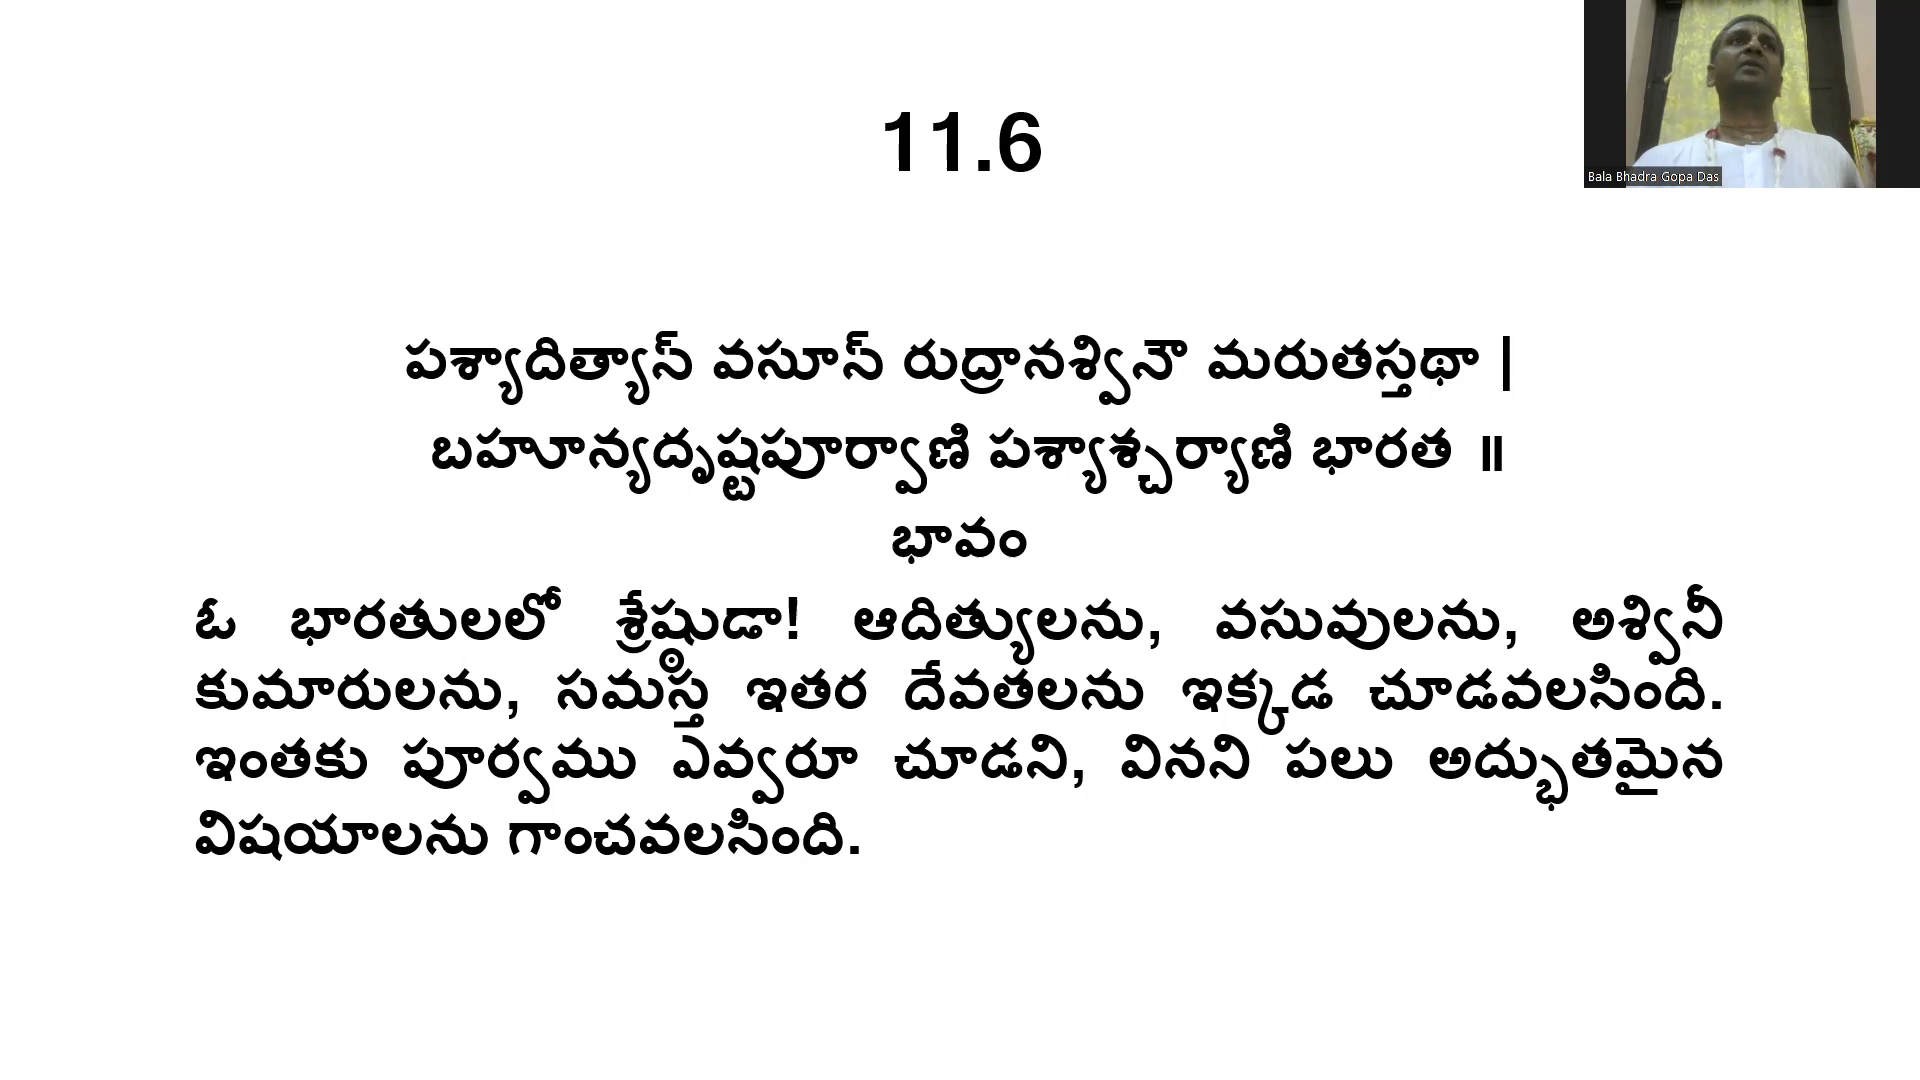 11.6
Bala Bhadra Gopa Das
పశ్యాదిత్యాస్ వసూస్ రుద్రానశ్వినౌ మరుతస్తథా |
బహూన్యదృష్టపూర్వాణి పశ్యాశ్చర్యాణి భారత ॥
భావం
ఓ భారతులలో శ్రేష్ఠుడా! ఆదిత్యులను, వసువులను, అశ్వినీ
కుమారులను, సమస్త ఇతర దేవతలను ఇక్కడ చూడవలసింది.
ఇంతకు పూర్వము ఎవ్వరూ చూడని, వినని పలు అద్భుతమైన
విషయాలను గాంచవలసింది.